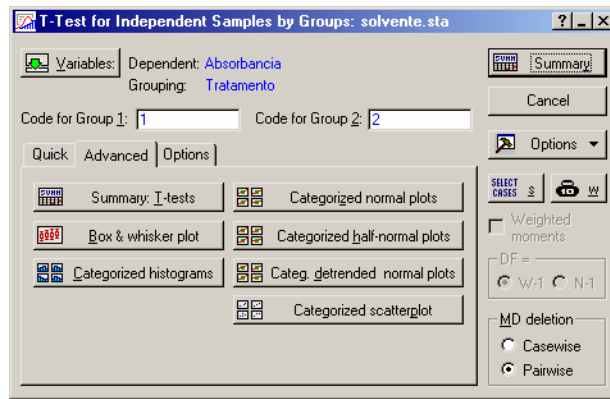 T-Test for Independent Samples by Groups: solvente.sta
Variables: Dependent: Absorbancia
Grouping: Tratamento
Code for Group 1: 1 Code for Group 2: 2
Quick Advanced Options
Summary: T-tests
Categorized normal plots
Box & whisker plot
Categorized half-normal plots
Categorized histograms
Categ. detrended normal plots
Categorized scatterplot
Summary
Cancel
Options
SELECT CASES S W
Weighted moments
DF =
W-1 N-1
MD deletion
Casewise
Pairwise